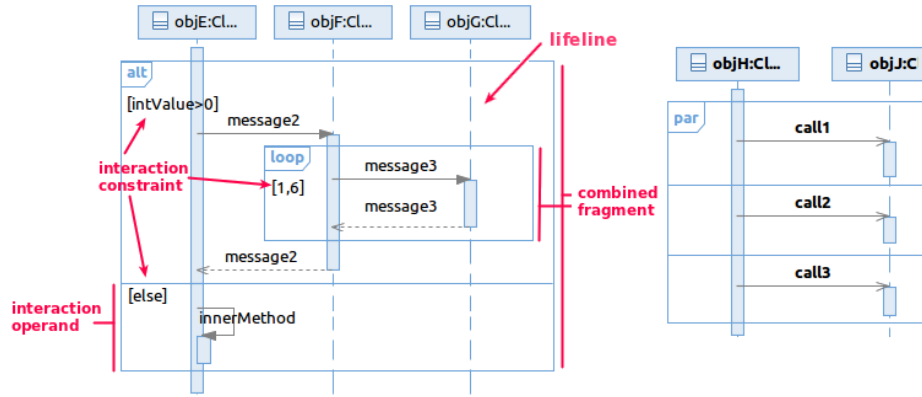 objE:Cl...
objF:Cl...
objG:Cl...
lifeline
objH:Cl...
objJ:C
alt
[intValue>0]
message2
loop
message3
interaction
constraint
[1,6]
message3
combined
fragment
message2
[else]
interaction
operand
innerMethod
par
call1
call2
call3